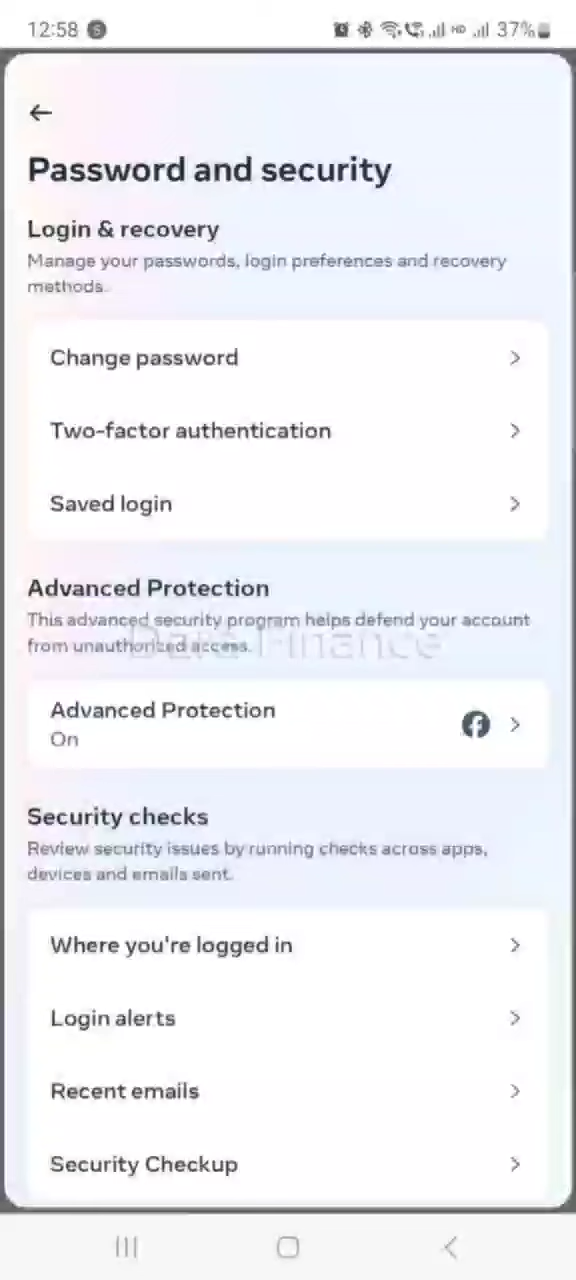 12:58 S HD 37%
Password and security
Login & recovery
Manage your passwords, login preferences and recovery
methods.
Change password
Two-factor authentication
Saved login
Advanced Protection
This advanced security program helps defend your account
from unauthorized access.
Dare Finance
Advanced Protection
On
Security checks
Review security issues by running checks across apps,
devices and emails sent.
Where you're logged in
Login alerts
Recent emails
Security Checkup